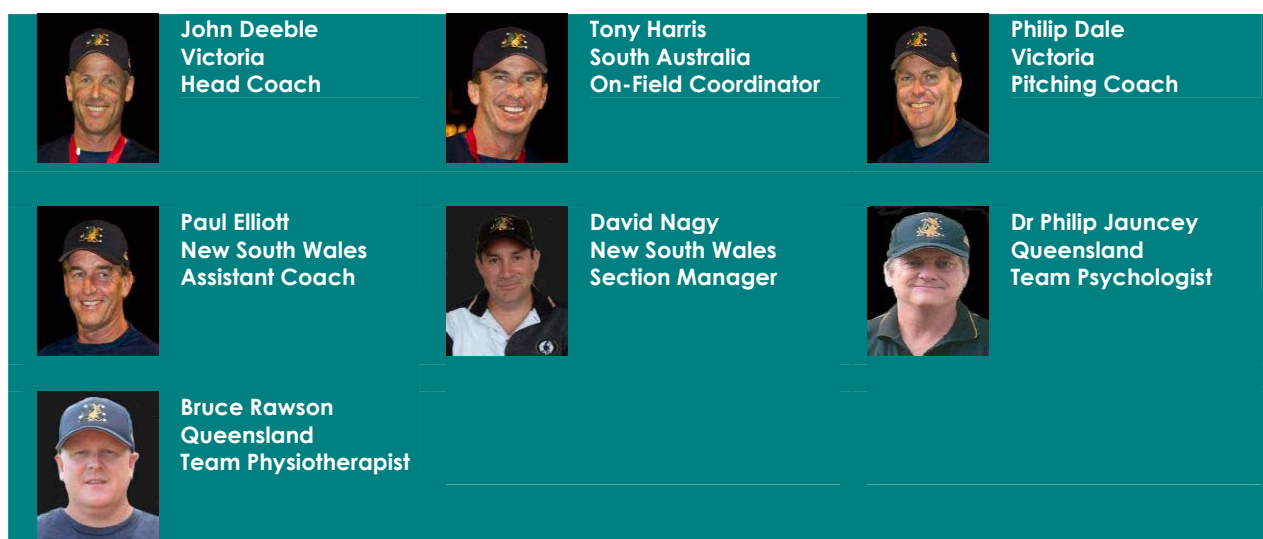 John Deeble
Victoria
Head Coach
Tony Harris
South Australia
On-Field Coordinator
Philip Dale
Victoria
Pitching Coach
Paul Elliott
New South Wales
Assistant Coach
David Nagy
New South Wales
Section Manager
Dr Philip Jauncey
Queensland
Team Psychologist
Bruce Rawson
Queensland
Team Physiotherapist